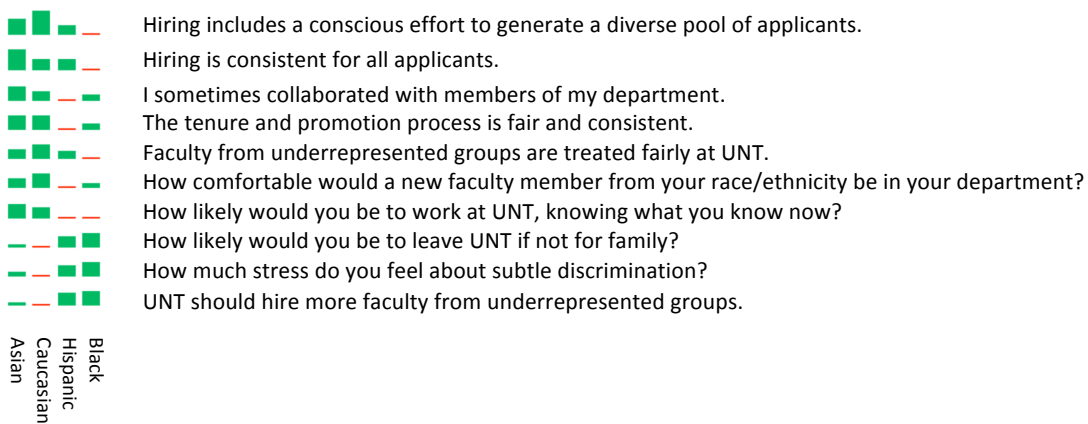 Hiring includes a conscious effort to generate a diverse pool of applicants.
Hiring is consistent for all applicants.
I sometimes collaborated with members of my department.
The tenure and promotion process is fair and consistent.
Faculty from underrepresented groups are treated fairly at UNT.
How comfortable would a new faculty member from your race/ethnicity be in your department?
How likely would you be to work at UNT, knowing what you know now?
How likely would you be to leave UNT if not for family?
How much stress do you feel about subtle discrimination?
UNT should hire more faculty from underrepresented groups.
Asian
Caucasian
Hispanic
Black